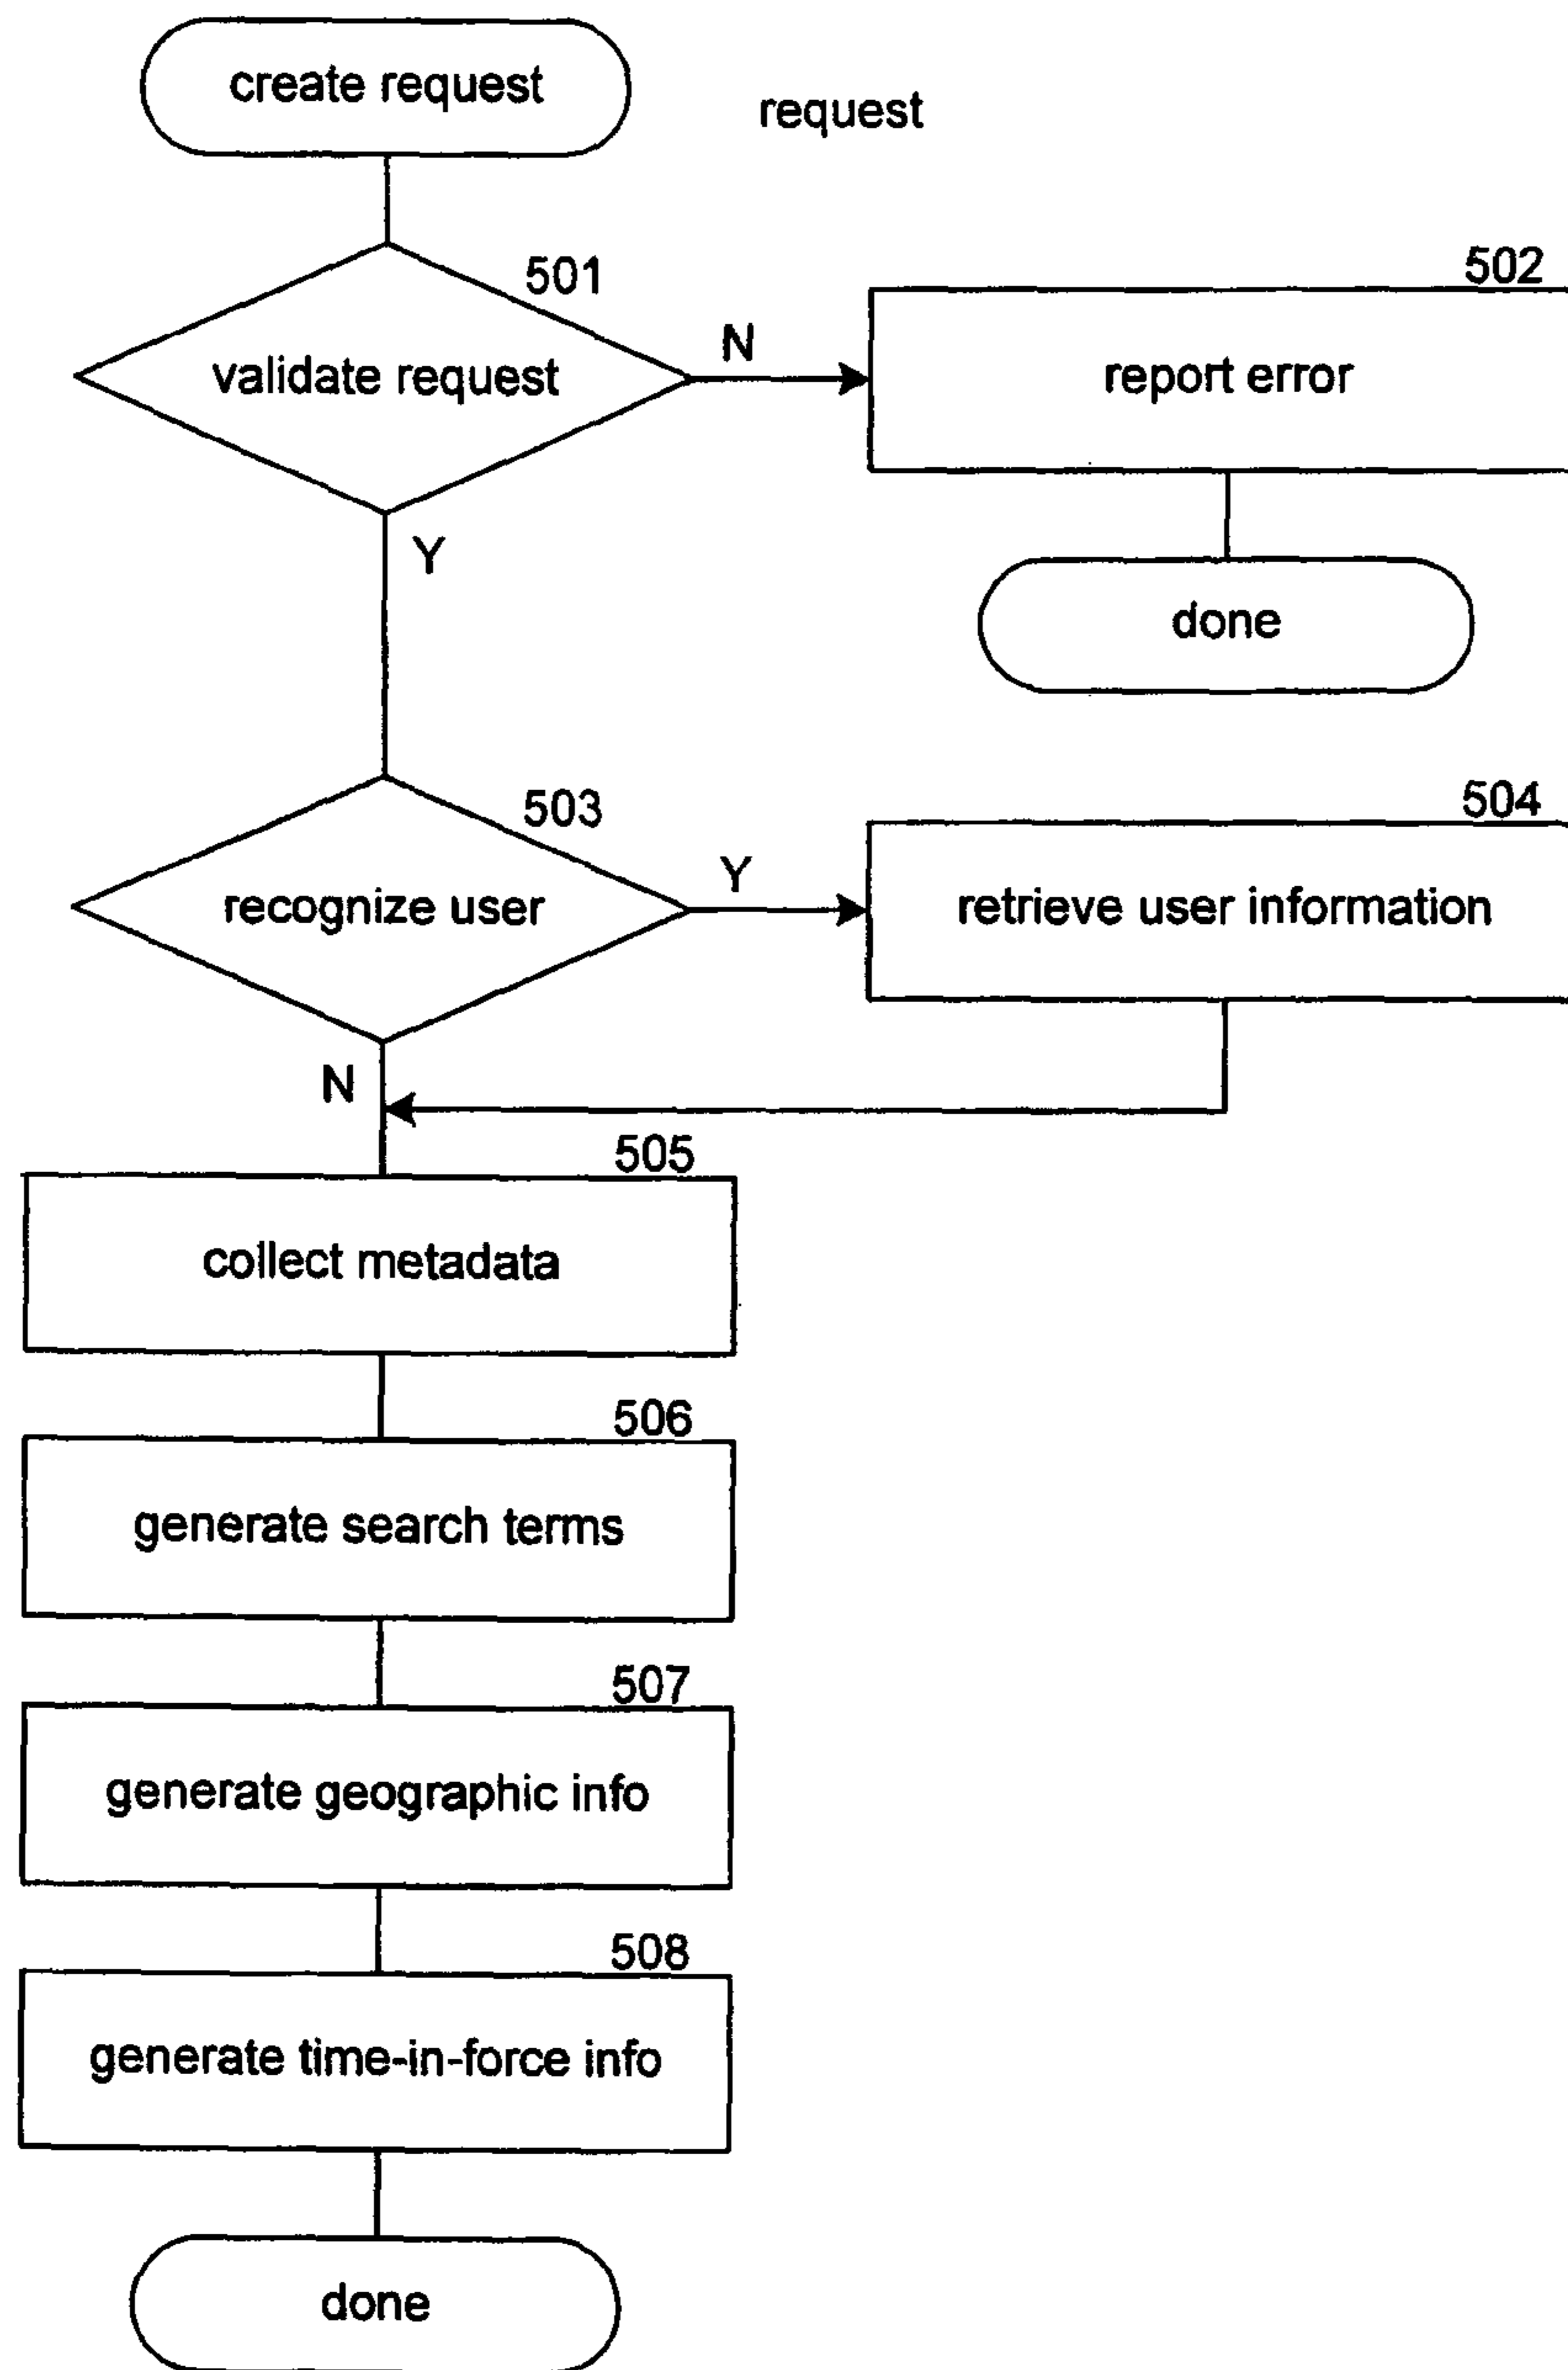 create request
request
501
validate request
N
502
report error
Y
done
503
recognize user
Y
504
retrieve user information
N
505
collect metadata
506
generate search terms
507
generate geographic info
508
generate time-in-force info
done